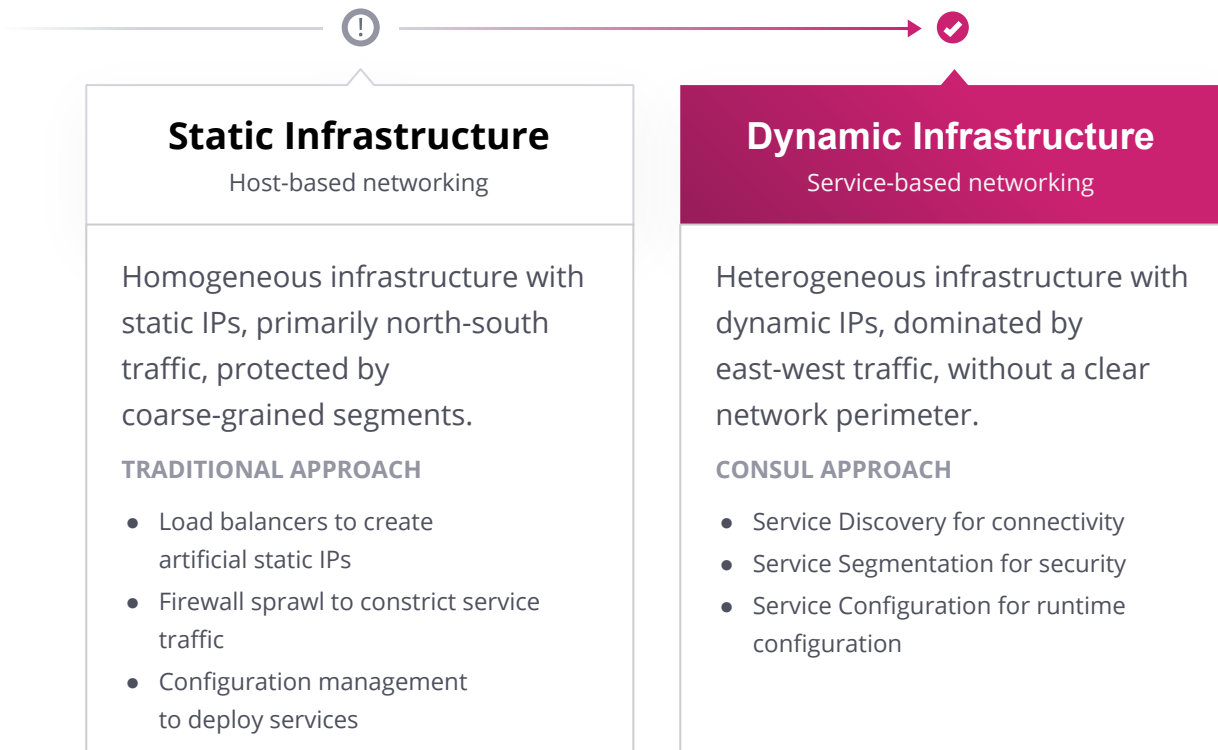 Static Infrastructure
Host-based networking
Homogeneous infrastructure with
static IPs, primarily north-south
traffic, protected by
coarse-grained segments.
TRADITIONAL APPROACH
● Load balancers to create
artificial static IPs
● Firewall sprawl to constrict service
traffic
● Configuration management
to deploy services
Dynamic Infrastructure
Service-based networking
Heterogeneous infrastructure with
dynamic IPs, dominated by
east-west traffic, without a clear
network perimeter.
CONSUL APPROACH
● Service Discovery for connectivity
● Service Segmentation for security
● Service Configuration for runtime
configuration